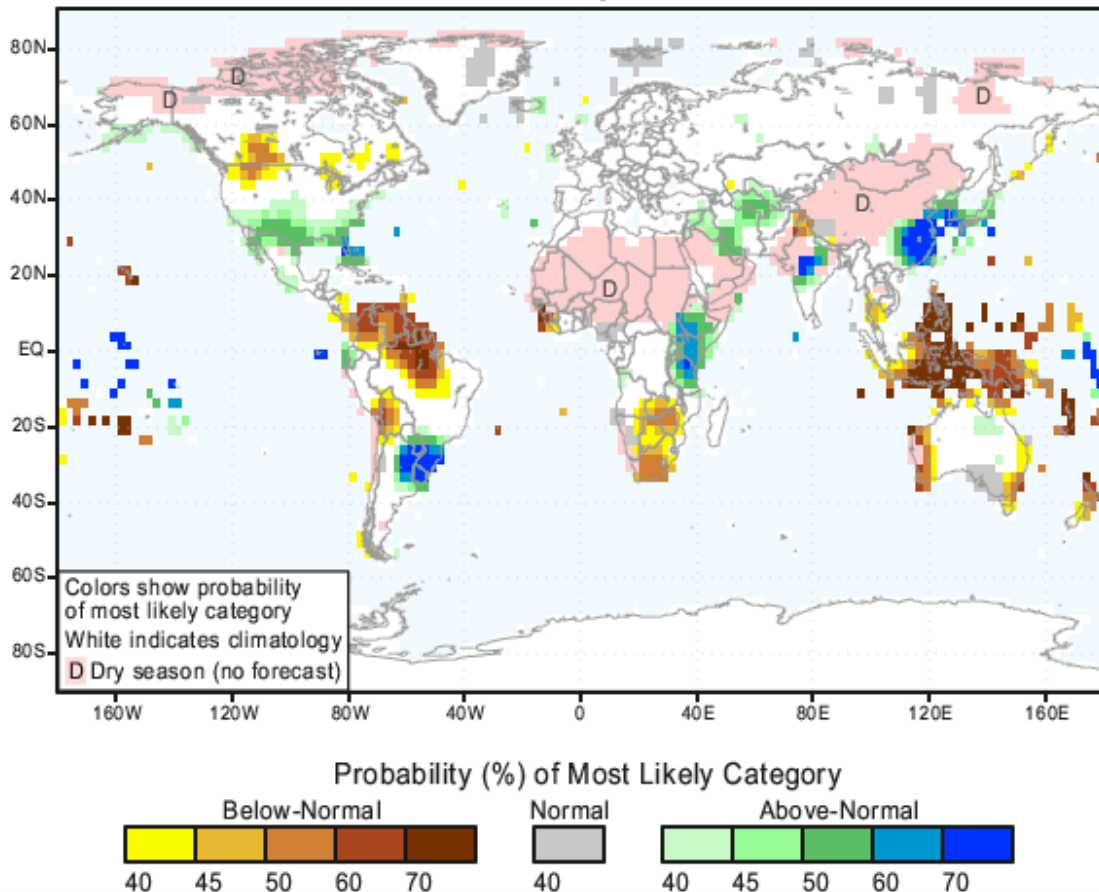 80N
60N
40N
20N
EQ
20S
40S
60S
80S
D
D
D
D
D
Colors show probability
of most likely category
White indicates climatology
D Dry season (no forecast)
160W 120W 80W 40W 0 40E 80E 120E 160E
Probability (%) of Most Likely Category
Below-Normal Normal Above-Normal
40 45 50 60 70 40 40 45 50 60 70